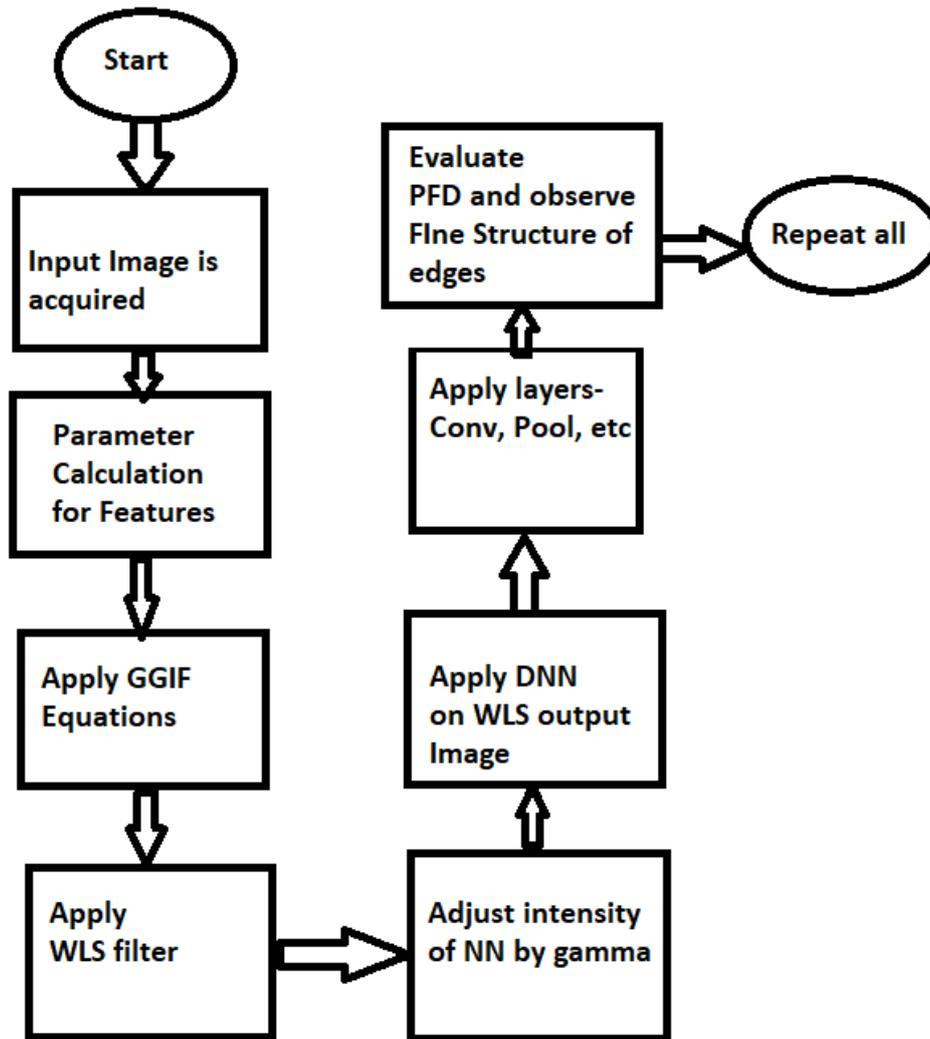 Start
Input Image is
acquired
Parameter
Calculation
for Features
Apply GGIF
Equations
Apply
WLS filter
Adjust intensity
of NN by gamma
Apply DNN
on WLS output
Image
Apply layers-
Conv, Pool, etc
Evaluate
PFD and observe
FIne Structure of
edges
Repeat all